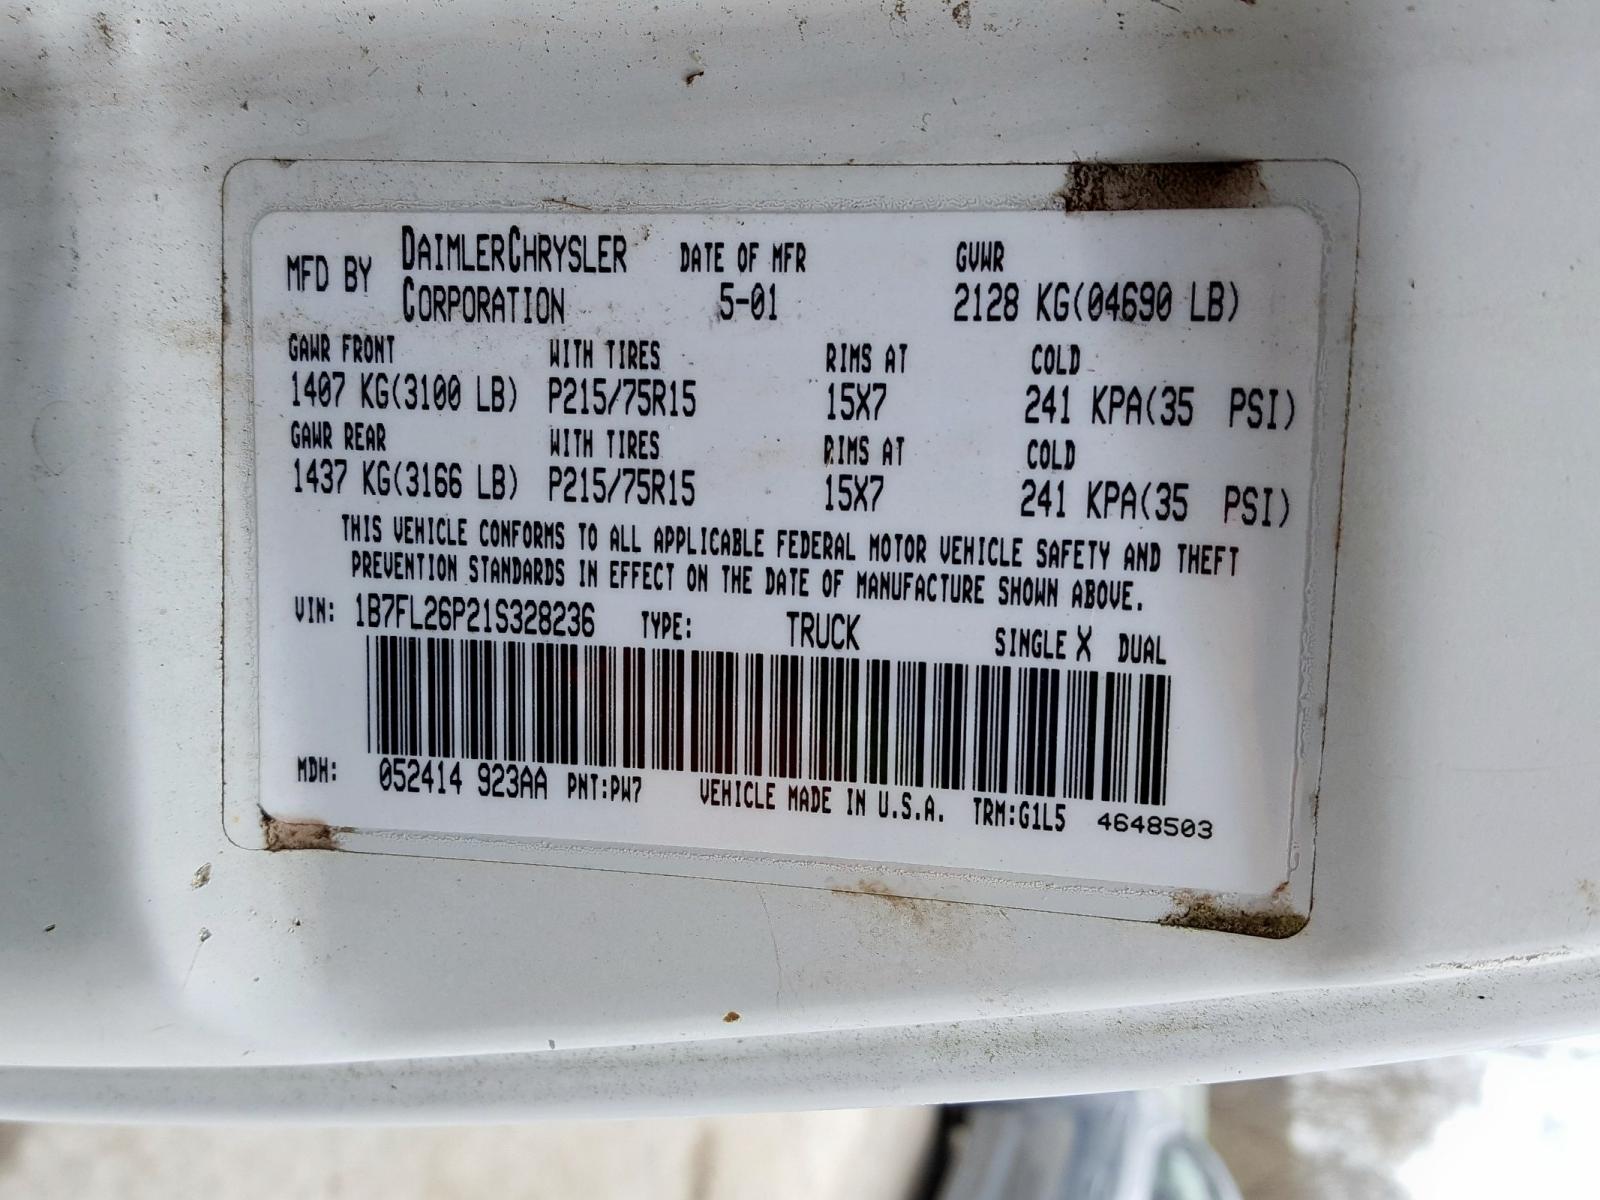 MFD BY DAIMLERCHRYSLER CORPORATION DATE OF MFR 5-01 GVWR 2128 KG(04690 LB)
GAWR FRONT WITH TIRES RIMS AT COLD
1407 KG(3100 LB) P215/75R15 15X7 241 KPA(35 PSI)
GAWR REAR WITH TIRES RIMS AT COLD
1437 KG(3166 LB) P215/75R15 15X7 241 KPA(35 PSI)
THIS VEHICLE CONFORMS TO ALL APPLICABLE FEDERAL MOTOR VEHICLE SAFETY AND THEFT
PREVENTION STANDARDS IN EFFECT ON THE DATE OF MANUFACTURE SHOWN ABOVE.
VIN: 1B7FL26P21S328236 TYPE: TRUCK SINGLE X DUAL
MDH: 052414 923AA PNT:PW7 VEHICLE MADE IN U.S.A. TRM:G1L5 4648503